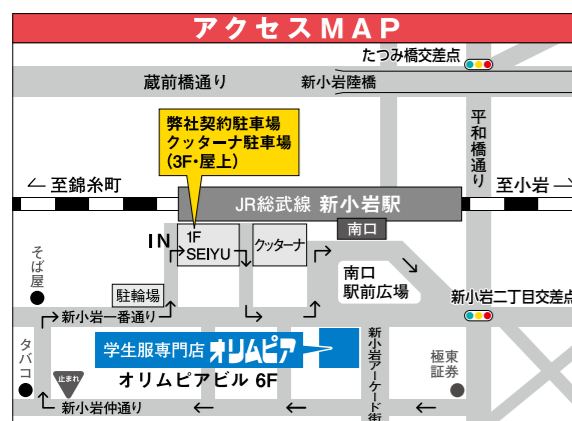 アクセスMAP
たつみ橋交差点
蔵前橋通り
新小岩陸橋
弊社契約駐車場
クッターナ駐車場
(3F・屋上)
平和橋通り
←至錦糸町
至小岩→
JR総武線 新小岩駅
南口
IN
1F
SEIYU
クッターナ
そば屋
南口
駅前広場
駐輪場
新小岩二丁目交差点
新小岩一番通り
タバコ
学生服専門店 オリムピア
オリムピアビル 6F
止まれ
新小岩アーケード街
極東証券
新小岩仲通り